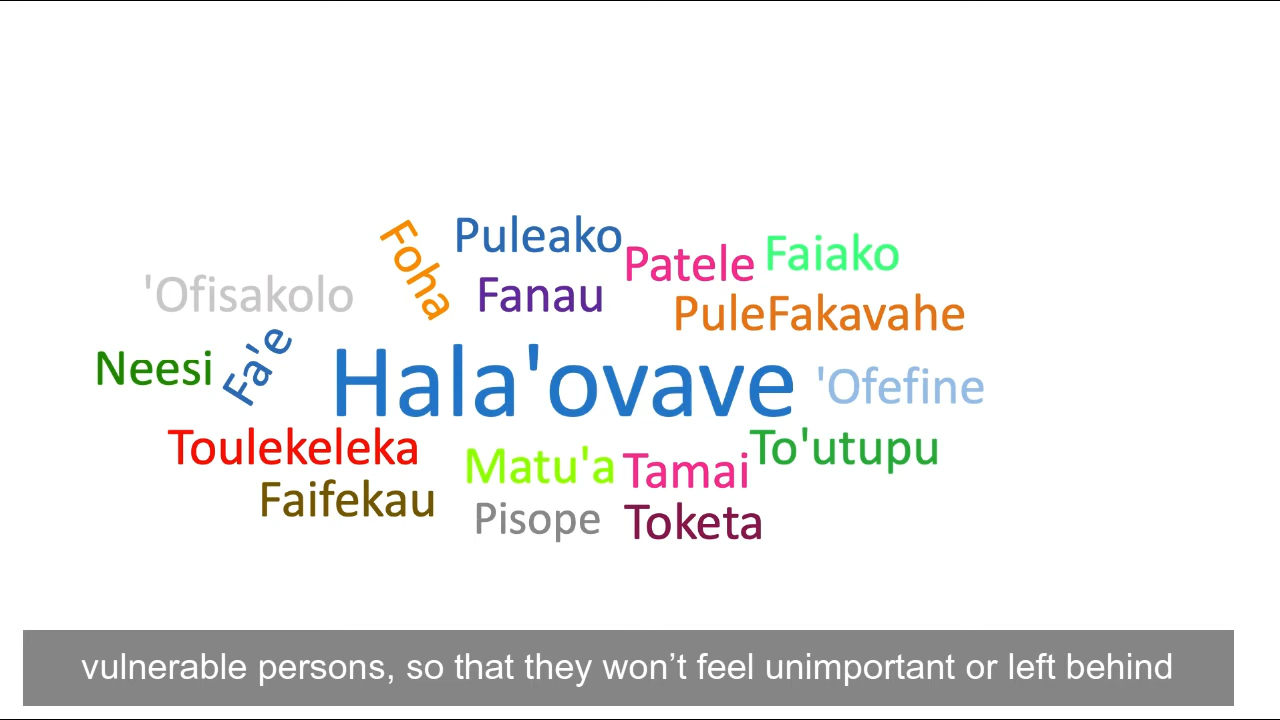 Puleako
Foha
Patele
Faiako
'Ofisakolo
Fanau
PuleFakavahe
Neesi
Fa'e
Hala'ovave
'Ofefine
Toulekeleka
Matu'a
Tamai
To'utupu
Faifekau
Pisope
Toketa
vulnerable persons, so that they won’t feel unimportant or left behind